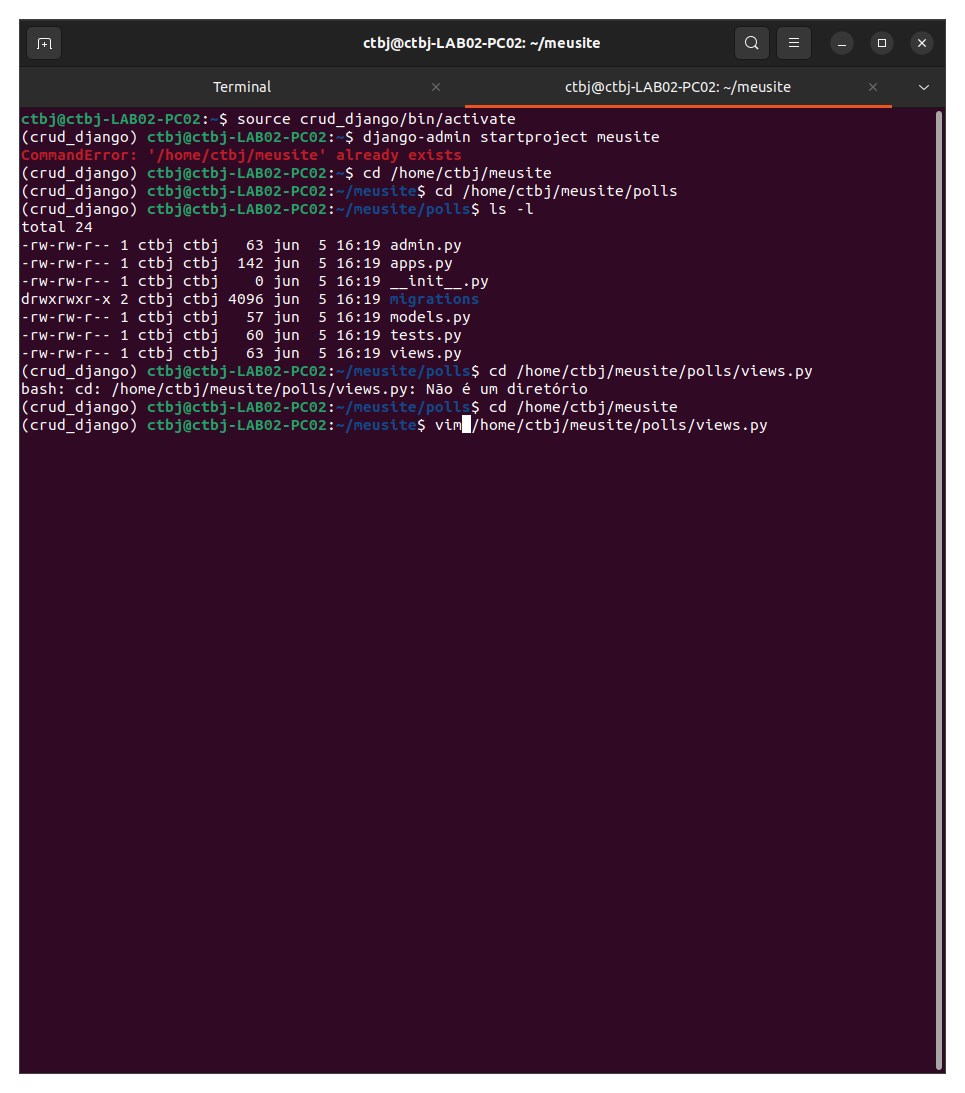 ctbj@ctbj-LAB02-PC02: ~/meusite
Terminal
ctbj@ctbj-LAB02-PC02: ~/meusite
ctbj@ctbj-LAB02-PC02:~$ source crud_django/bin/activate
(crud_django) ctbj@ctbj-LAB02-PC02:~$ django-admin startproject meusite
CommandError: '/home/ctbj/meusite' already exists
(crud_django) ctbj@ctbj-LAB02-PC02:~$ cd /home/ctbj/meusite
(crud_django) ctbj@ctbj-LAB02-PC02:~/meusite$ cd /home/ctbj/meusite/polls
(crud_django) ctbj@ctbj-LAB02-PC02:~/meusite/polls$ ls -l
total 24
-rw-rw-r-- 1 ctbj ctbj   63 jun  5 16:19 admin.py
-rw-rw-r-- 1 ctbj ctbj  142 jun  5 16:19 apps.py
-rw-rw-r-- 1 ctbj ctbj    0 jun  5 16:19 __init__.py
drwxrwxr-x 2 ctbj ctbj 4096 jun  5 16:19 migrations
-rw-rw-r-- 1 ctbj ctbj   57 jun  5 16:19 models.py
-rw-rw-r-- 1 ctbj ctbj   60 jun  5 16:19 tests.py
-rw-rw-r-- 1 ctbj ctbj   63 jun  5 16:19 views.py
(crud_django) ctbj@ctbj-LAB02-PC02:~/meusite/polls$ cd /home/ctbj/meusite/polls/views.py
bash: cd: /home/ctbj/meusite/polls/views.py: Não é um diretório
(crud_django) ctbj@ctbj-LAB02-PC02:~/meusite/polls$ cd /home/ctbj/meusite
(crud_django) ctbj@ctbj-LAB02-PC02:~/meusite$ vim /home/ctbj/meusite/polls/views.py